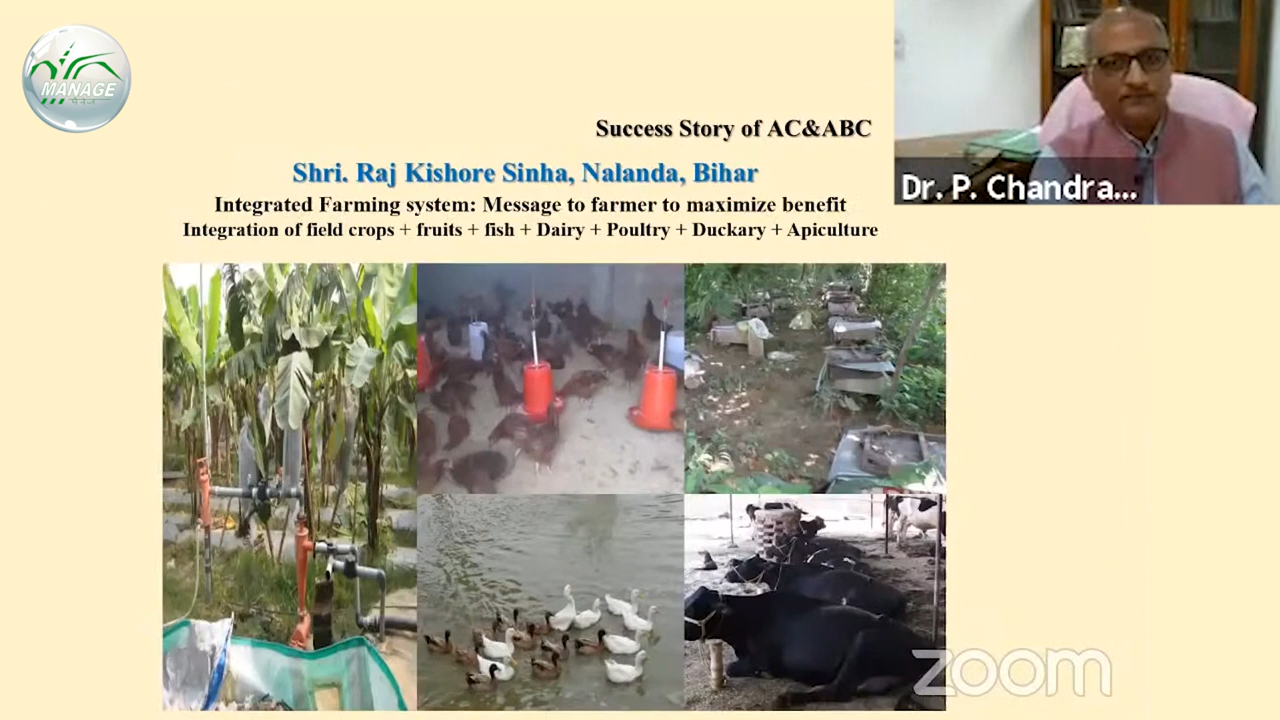 MANAGE
मैनेज
Success Story of AC&ABC
Shri. Raj Kishore Sinha, Nalanda, Bihar
Integrated Farming system: Message to farmer to maximize benefit
Integration of field crops + fruits + fish + Dairy + Poultry + Duckary + Apiculture
Dr. P. Chandra...
zoom